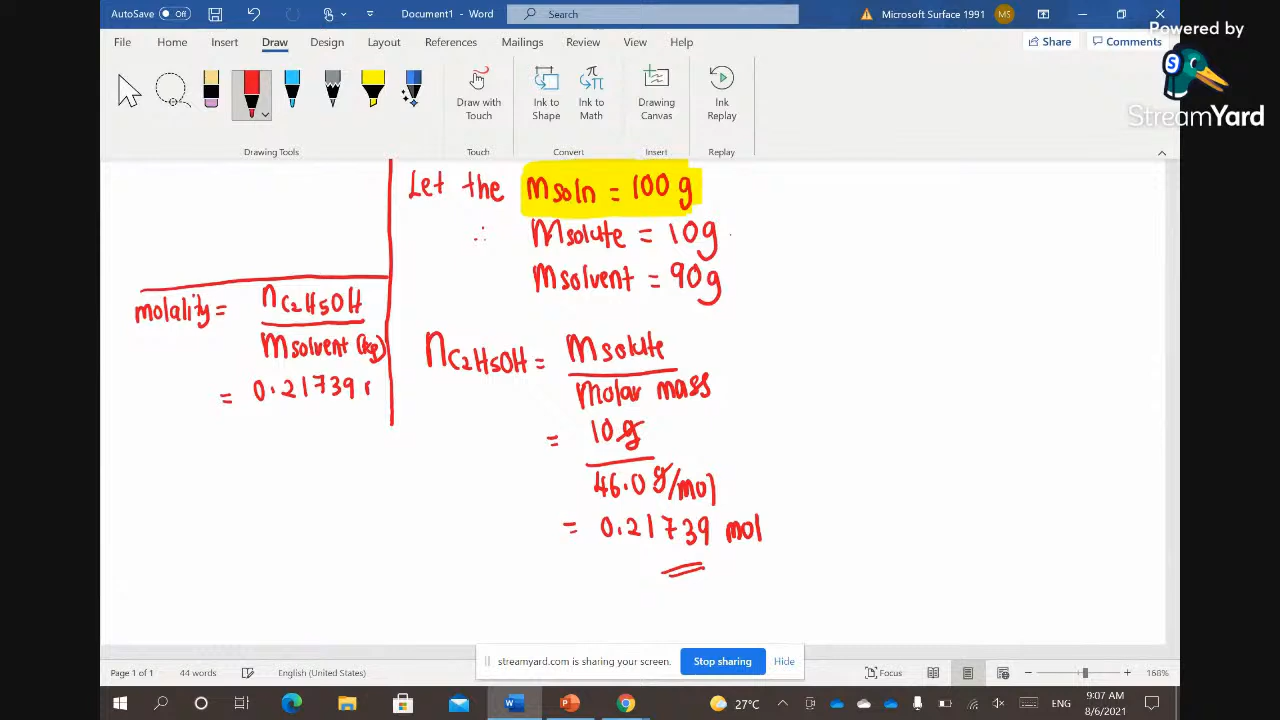 AutoSave Off Document1 - Word Search Microsoft Surface 1991 MS
Powered by
StreamYard
File Home Insert Draw Design Layout References Mailings Review View Help Share Comments
Draw with Touch
Ink to Shape
Ink to Math
Drawing Canvas
Ink Replay
Drawing Tools Touch Convert Insert Replay
Let the msoln = 100 g
∴ Msolute = 10g
Msolvent = 90g
molality = nC2H5OH
Msolvent (kg)
= 0.21739
nC2H5OH = Msolute
Molar mass
= 10g
46.0 g/mol
= 0.21739 mol
streamyard.com is sharing your screen. Stop sharing Hide
Page 1 of 1 44 words English (United States) Focus 168%
27°C ENG 9:07 AM
8/6/2021